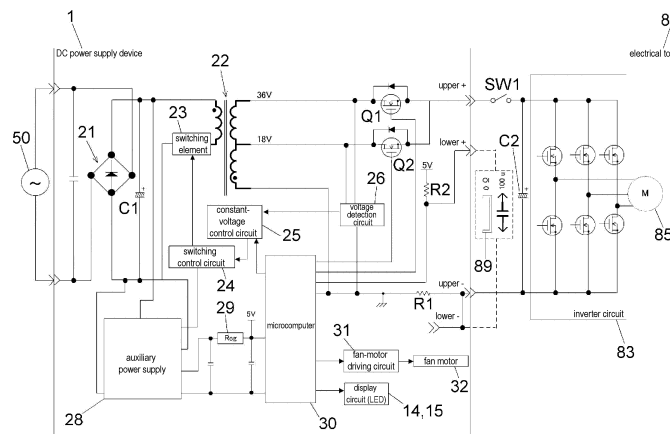 1
8
DC power supply device
electrical to
22
36V
upper +
SW1
Q1
23
50
21
switching
element
18V
lower +
Q2
5V
C2
R2
26
0 Ω
100 u
C1
constant-
voltage
control circuit
voltage
detection circuit
M
25
85
switching
control circuit
upper -
89
24
R1
29
5V
microcomputer
lower -
inverter circuit
Reg
31
83
auxiliary
power supply
fan-motor
driving circuit
fan motor
32
display
circuit (LED)
28
30
14, 15